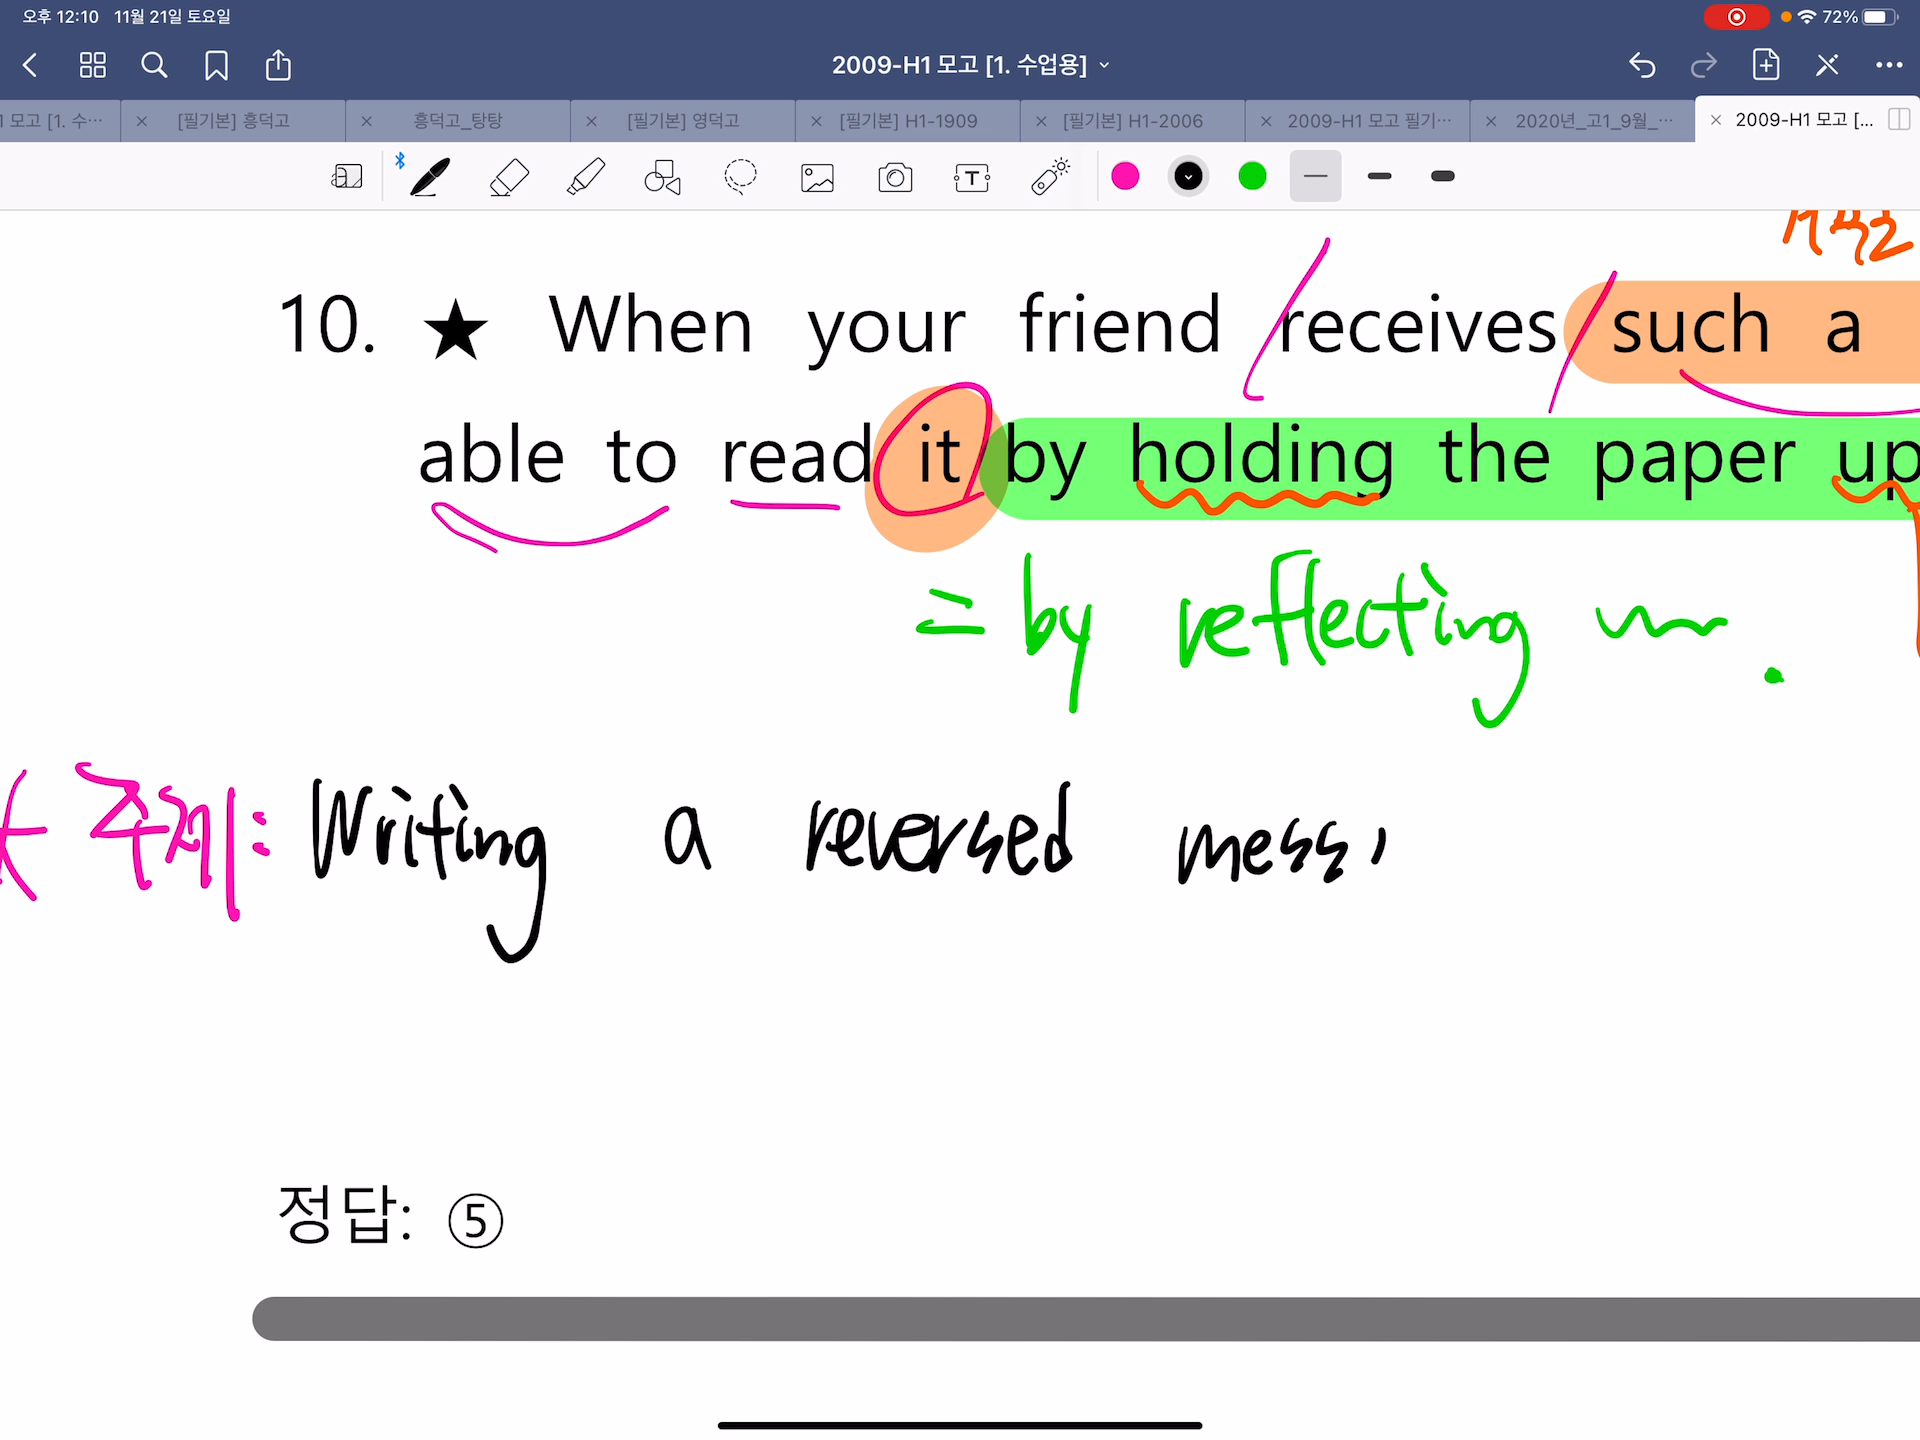 오후 12:10 11월 21일 토요일 72%
2009-H1 모고 [1. 수업용]
모고 [1. 수… [필기본] 흥덕고 흥덕고_탕탕 [필기본] 영덕고 [필기본] H1-1909 [필기본] H1-2006 2009-H1 모고 필기… 2020년_고1_9월_… 2009-H1 모고 [...
10. ★ When your friend receives such a
able to read it by holding the paper up
= by reflecting
주제: Writing a reversed mess
정답: ⑤